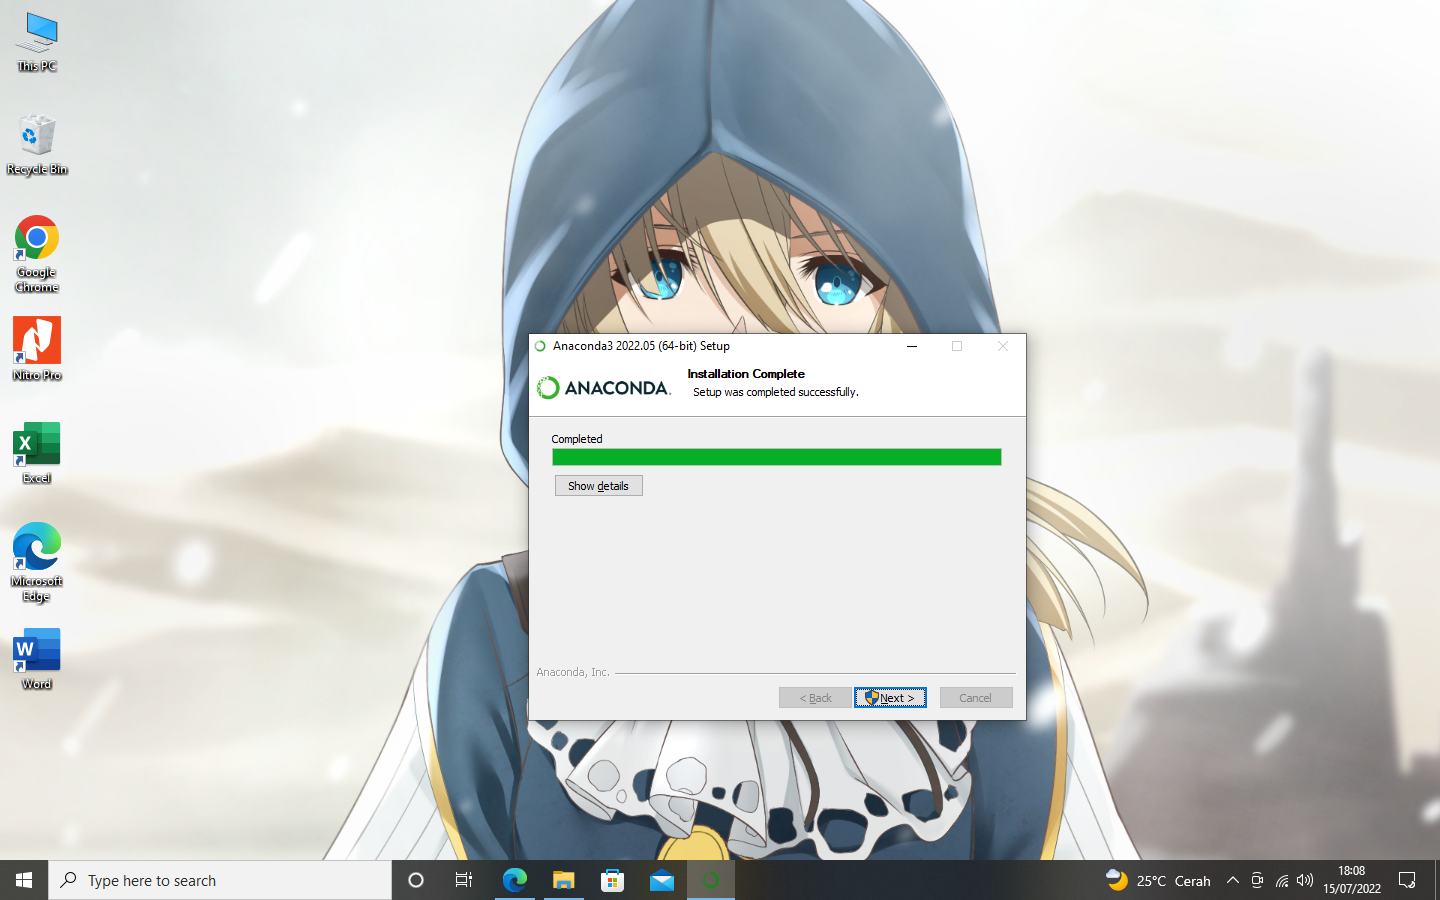 This PC
Recycle Bin
Google
Chrome
Nitro Pro
Excel
Microsoft
Edge
Word
Anaconda3 2022.05 (64-bit) Setup
ANACONDA.
Installation Complete
Setup was completed successfully.
Completed
Show details
Anaconda, Inc.
< Back
Next >
Cancel
Type here to search
25°C Cerah
18:08
15/07/2022